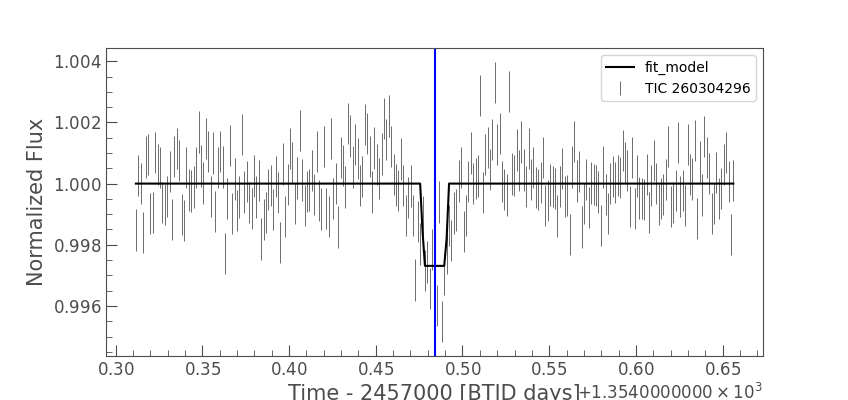 fit_model
TIC 260304296
Normalized Flux
1.004
1.002
1.000
0.998
0.996
0.30 0.35 0.40 0.45 0.50 0.55 0.60 0.65
Time - 2457000 [BTJD days]
+1.3540000000 × 10³